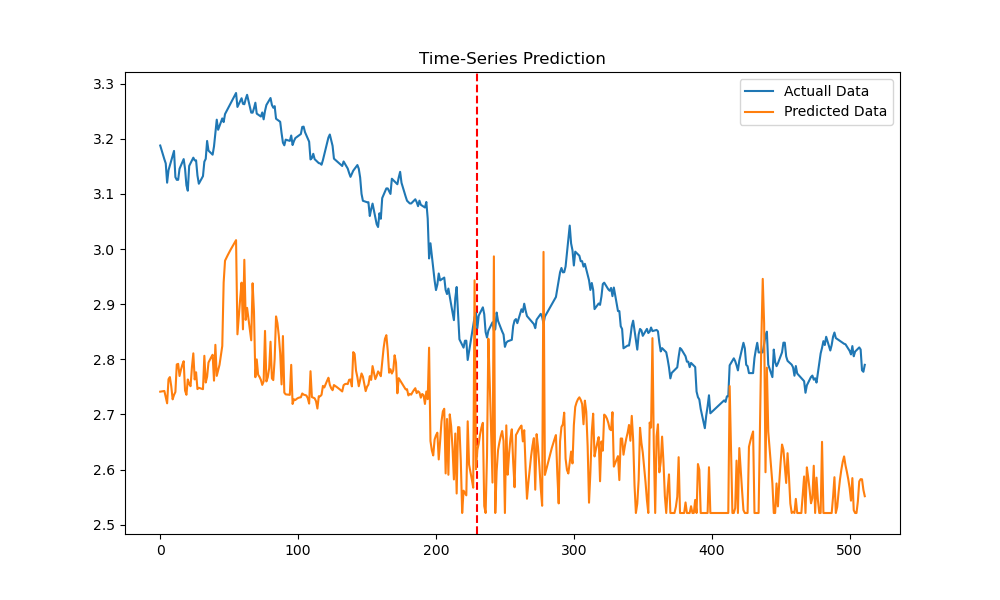 Time-Series Prediction
Actuall Data
Predicted Data
3.3
3.2
3.1
3.0
2.9
2.8
2.7
2.6
2.5
0 100 200 300 400 500